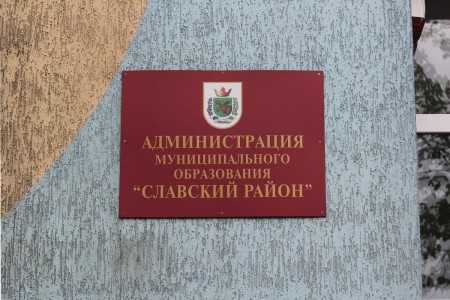 АДМИНИСТРАЦИЯ
МУНИЦИПАЛЬНОГО
ОБРАЗОВАНИЯ
“СЛАВСКИЙ РАЙОН”